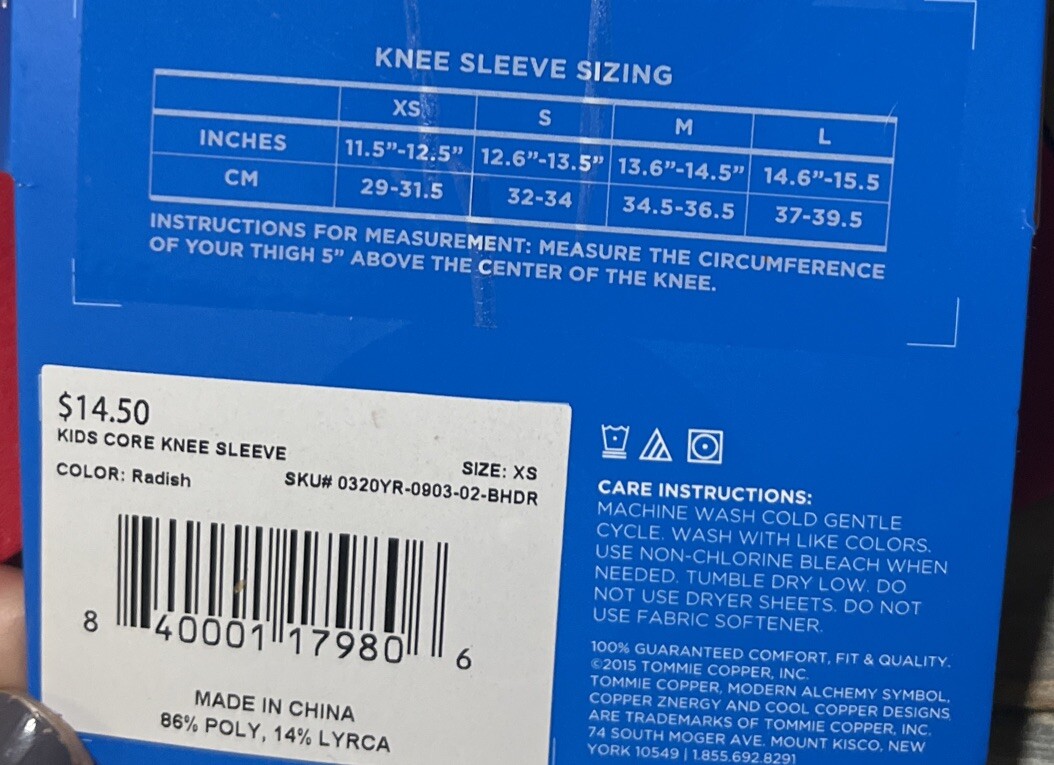 KNEE SLEEVE SIZING
XS S M L
INCHES 11.5"-12.5" 12.6"-13.5" 13.6"-14.5" 14.6"-15.5
CM 29-31.5 32-34 34.5-36.5 37-39.5
INSTRUCTIONS FOR MEASUREMENT: MEASURE THE CIRCUMFERENCE
OF YOUR THIGH 5" ABOVE THE CENTER OF THE KNEE.
$14.50
KIDS CORE KNEE SLEEVE
SIZE: XS
COLOR: Radish
SKU# 0320YR-0903-02-BHDR
8 40001 17980 6
MADE IN CHINA
86% POLY, 14% LYRCA
CARE INSTRUCTIONS:
MACHINE WASH COLD GENTLE
CYCLE. WASH WITH LIKE COLORS.
USE NON-CHLORINE BLEACH WHEN
NEEDED. TUMBLE DRY LOW. DO
NOT USE DRYER SHEETS. DO NOT
USE FABRIC SOFTENER.
100% GUARANTEED COMFORT, FIT & QUALITY.
©2015 TOMMIE COPPER, INC.
TOMMIE COPPER, MODERN ALCHEMY SYMBOL,
COPPER ZNERGY AND COOL COPPER DESIGNS
ARE TRADEMARKS OF TOMMIE COPPER, INC.
74 SOUTH MOGER AVE. MOUNT KISCO, NEW
YORK 10549 | 1.855.692.8291